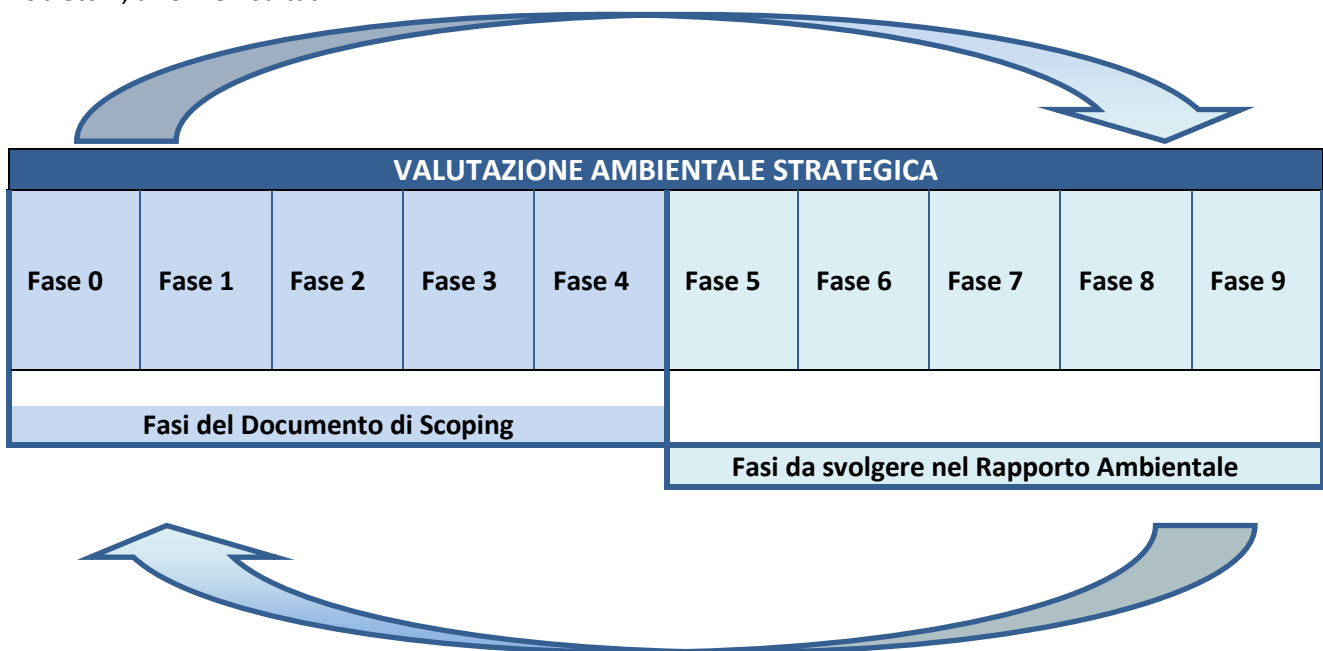 VALUTAZIONE AMBIENTALE STRATEGICA
Fase 0 Fase 1 Fase 2 Fase 3 Fase 4 Fase 5 Fase 6 Fase 7 Fase 8 Fase 9
Fasi del Documento di Scoping
Fasi da svolgere nel Rapporto Ambientale